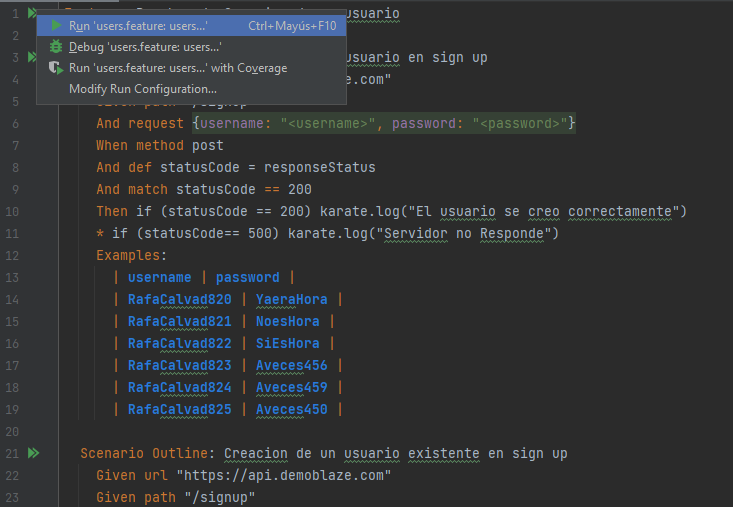 1 usuario
Run 'users.feature: users...' Ctrl+Mayús+F10
2
Debug 'users.feature: users...'
3 usuario en sign up
Run 'users.feature: users...' with Coverage
4 e.com"
Modify Run Configuration...
5
6 And request {username: "<username>", password: "<password>"}
7 When method post
8 And def statusCode = responseStatus
9 And match statusCode == 200
10 Then if (statusCode == 200) karate.log("El usuario se creo correctamente")
11 * if (statusCode== 500) karate.log("Servidor no Responde")
12 Examples:
13 | username | password |
14 | RafaCalvad820 | YaeraHora |
15 | RafaCalvad821 | NoesHora |
16 | RafaCalvad822 | SiEsHora |
17 | RafaCalvad823 | Aveces456 |
18 | RafaCalvad824 | Aveces459 |
19 | RafaCalvad825 | Aveces450 |
20
21 Scenario Outline: Creacion de un usuario existente en sign up
22 Given url "https://api.demoblaze.com"
23 Given path "/signup"